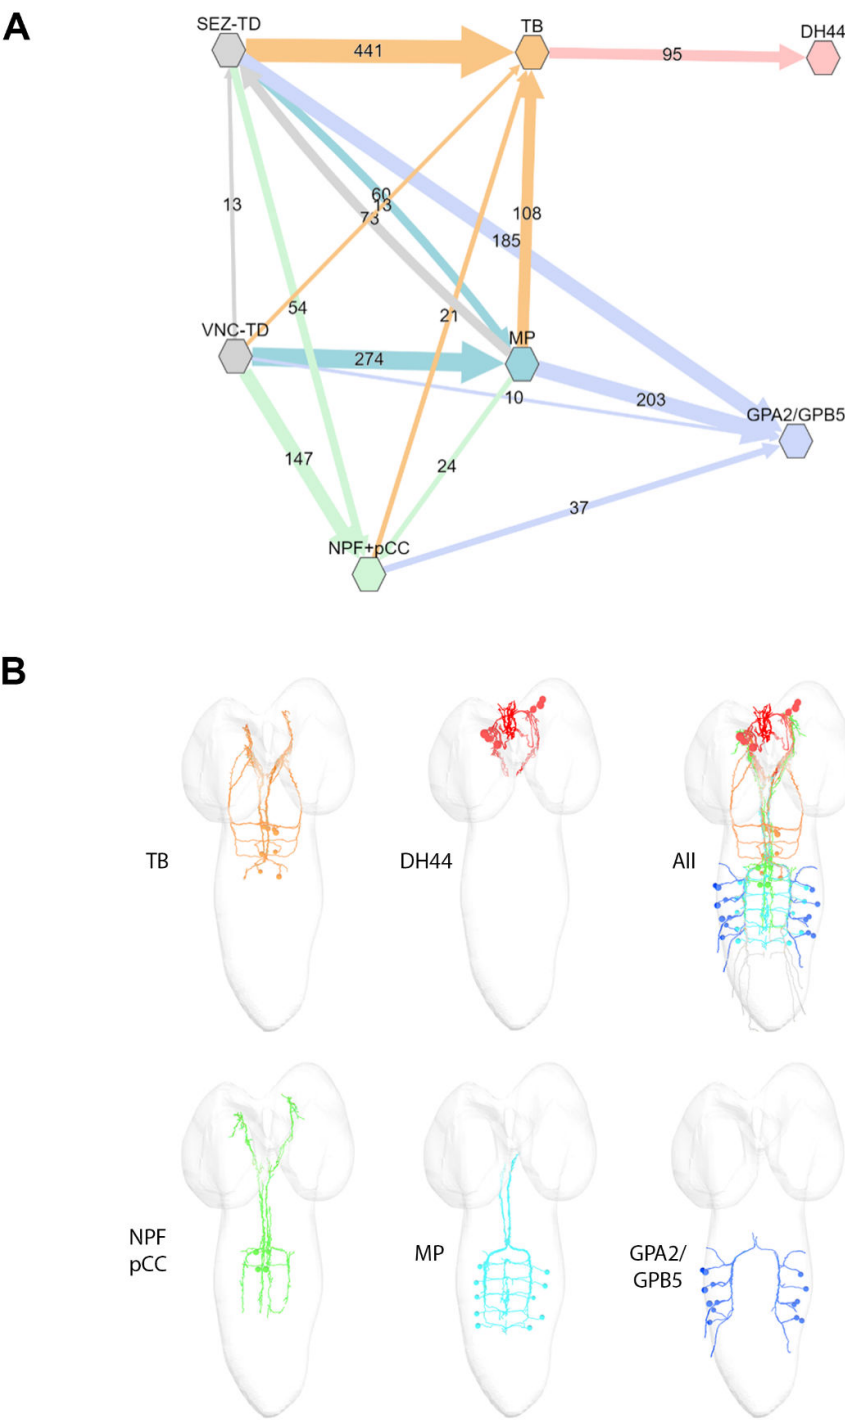 A
SEZ-TD
TB
DH44
441
95
60
13
73
13
108
185
54
21
VNC-TD
MP
274
10
203
GPA2/GPB5
147
24
37
NPF+pCC
B
TB
DH44
All
NPF
pCC
MP
GPA2/
GPB5